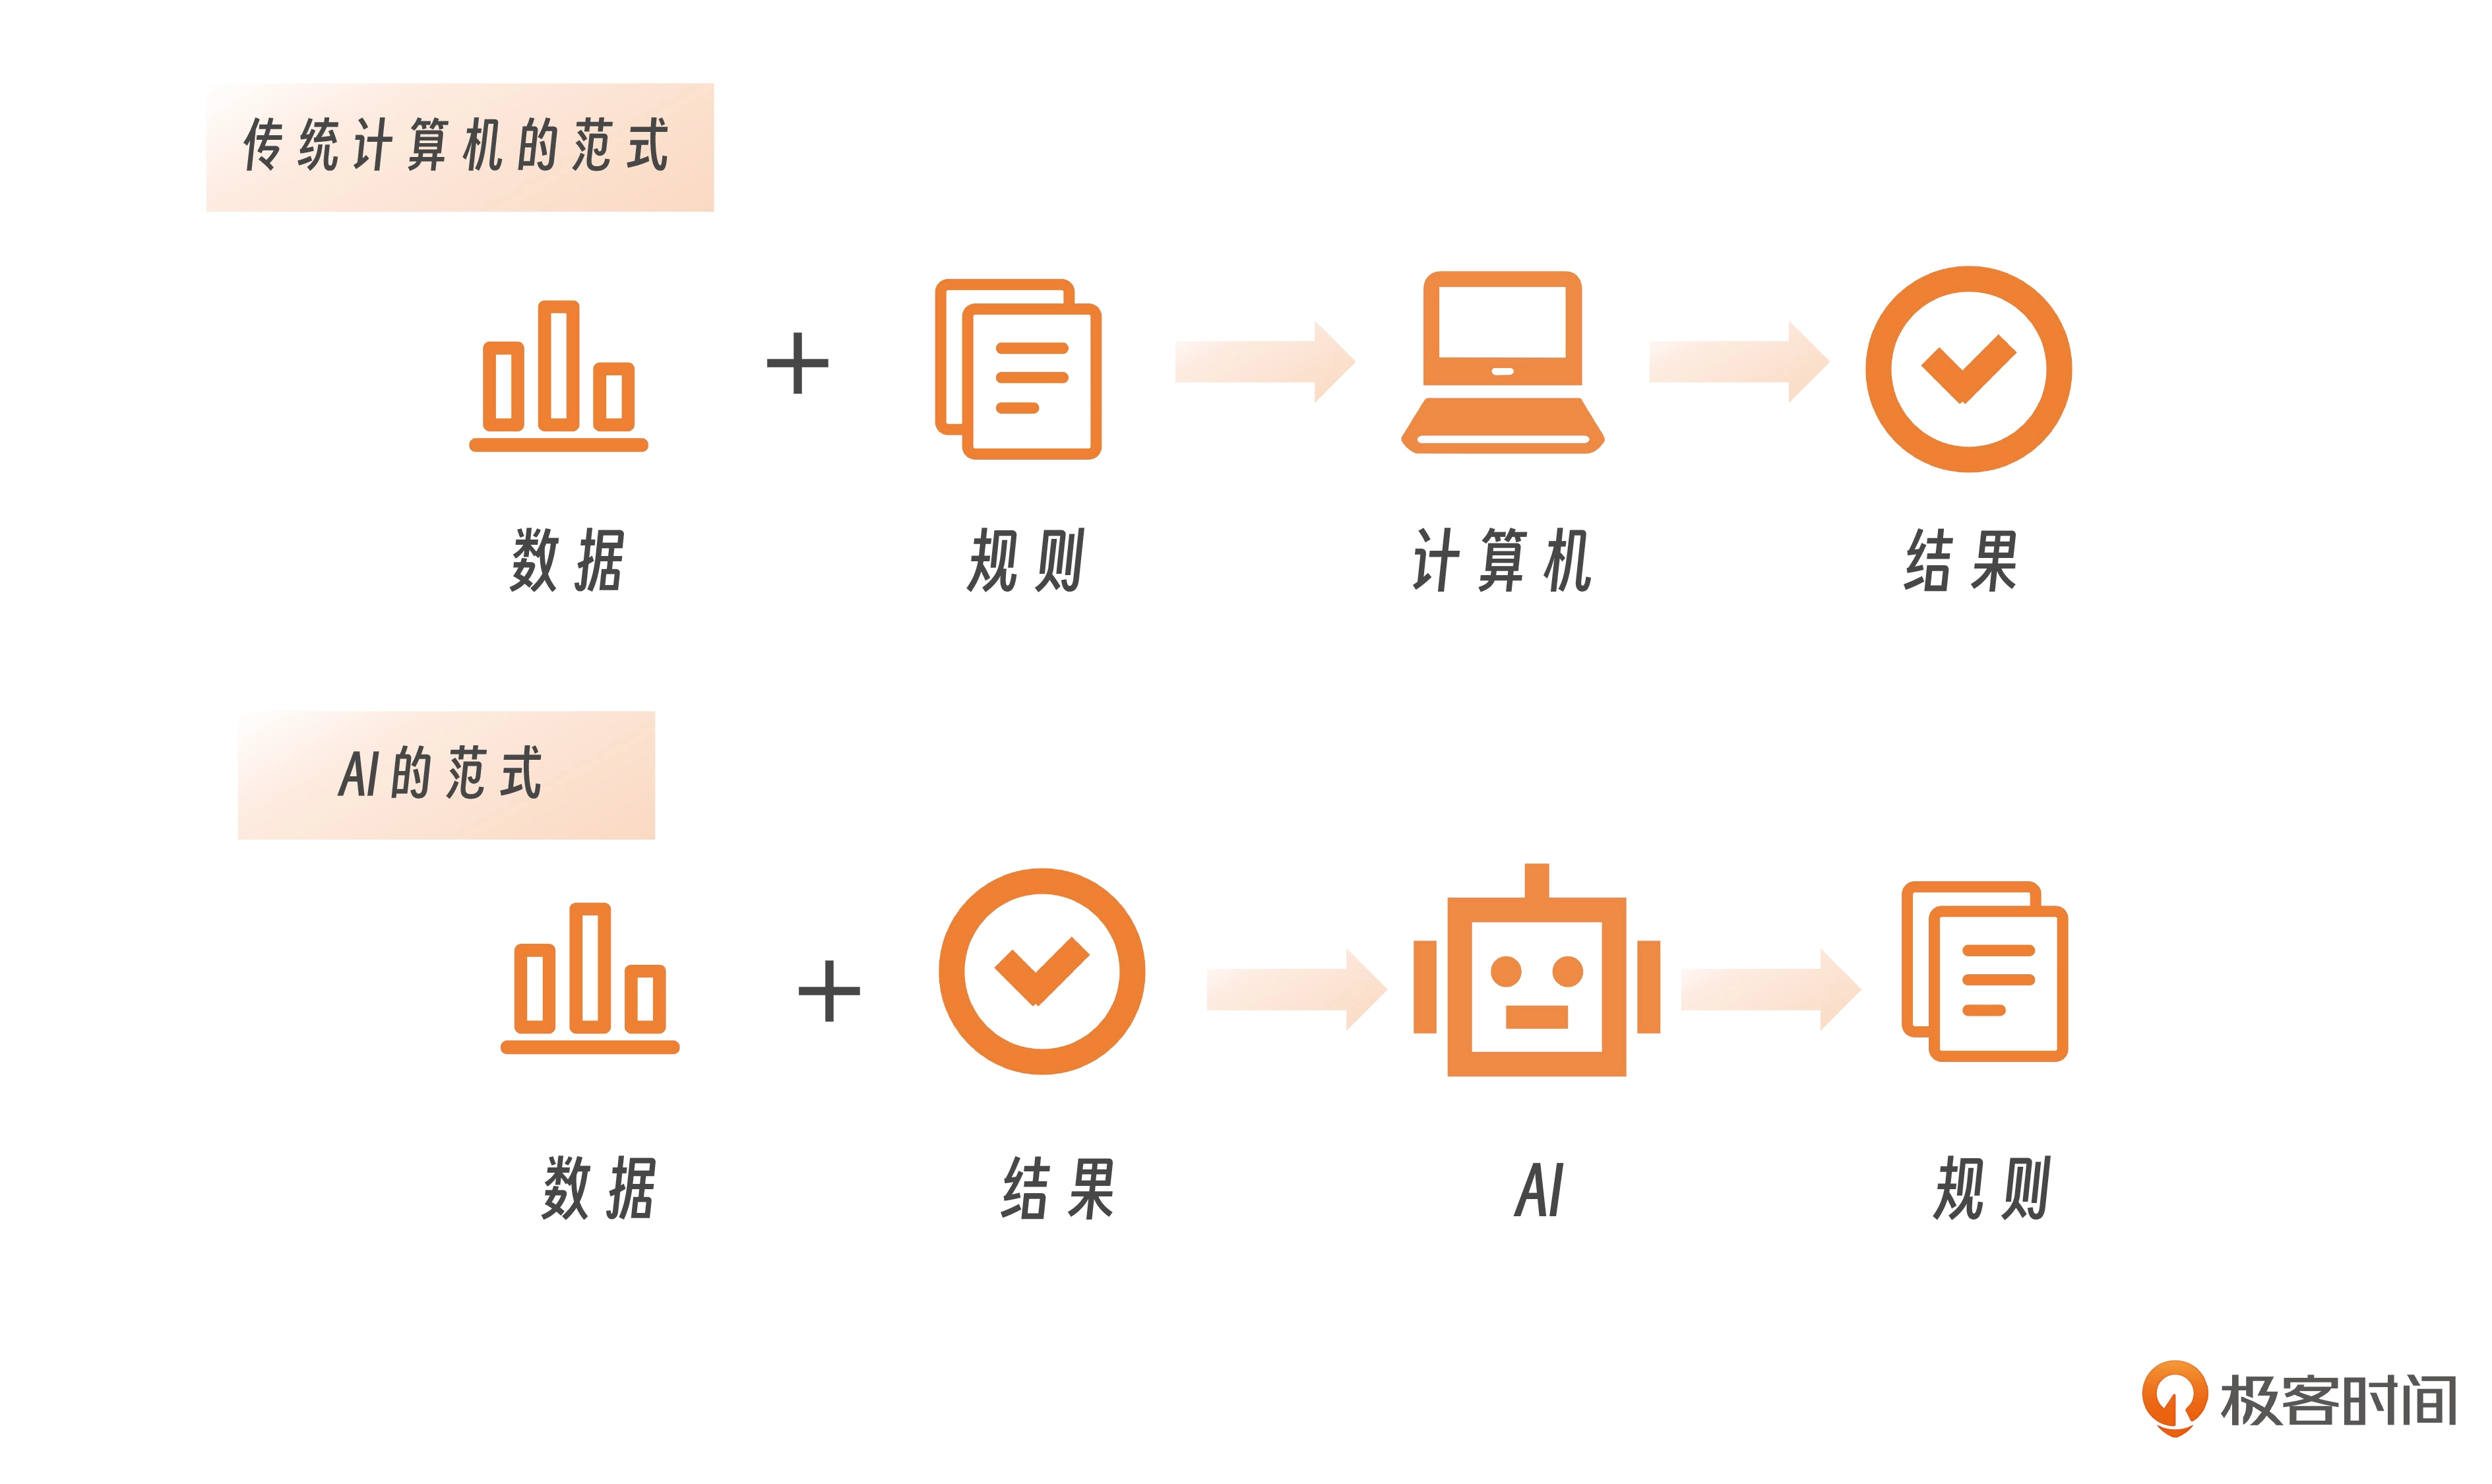 传统计算机的范式
+
数据 规则 计算机 结果
AI的范式
+
数据 结果 AI 规则
极客时间